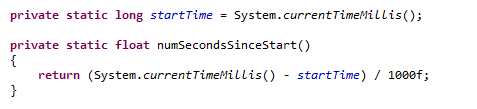 private static long startTime = System.currentTimeMillis();
private static float numSecondsSinceStart()
{
    return (System.currentTimeMillis() - startTime) / 1000f;
}